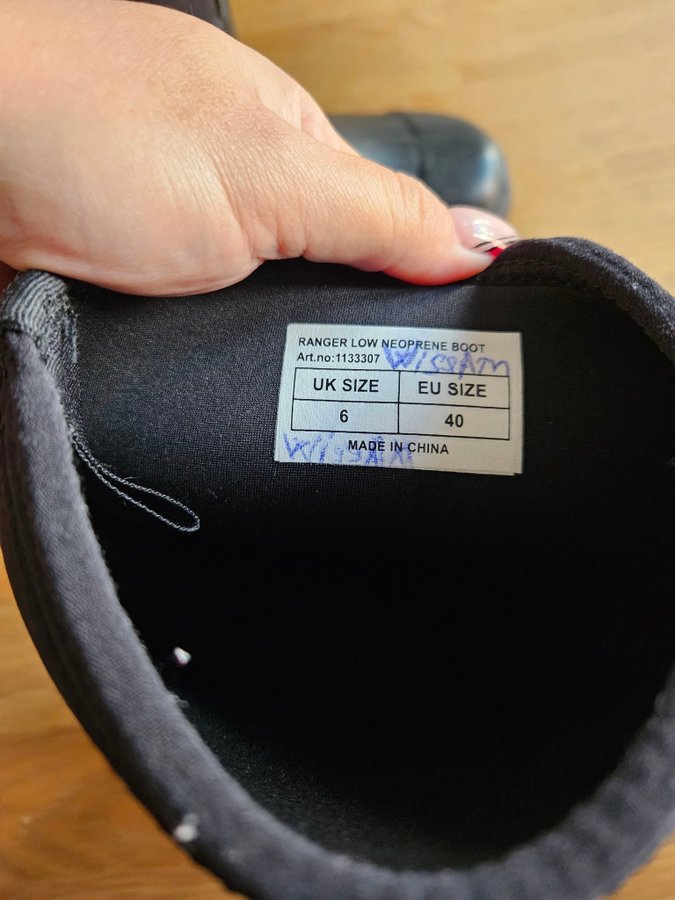 RANGER LOW NEOPRENE BOOT
Art.no:1133307 WissAm
UK SIZE EU SIZE
6 40
MADE IN CHINA
WissAm